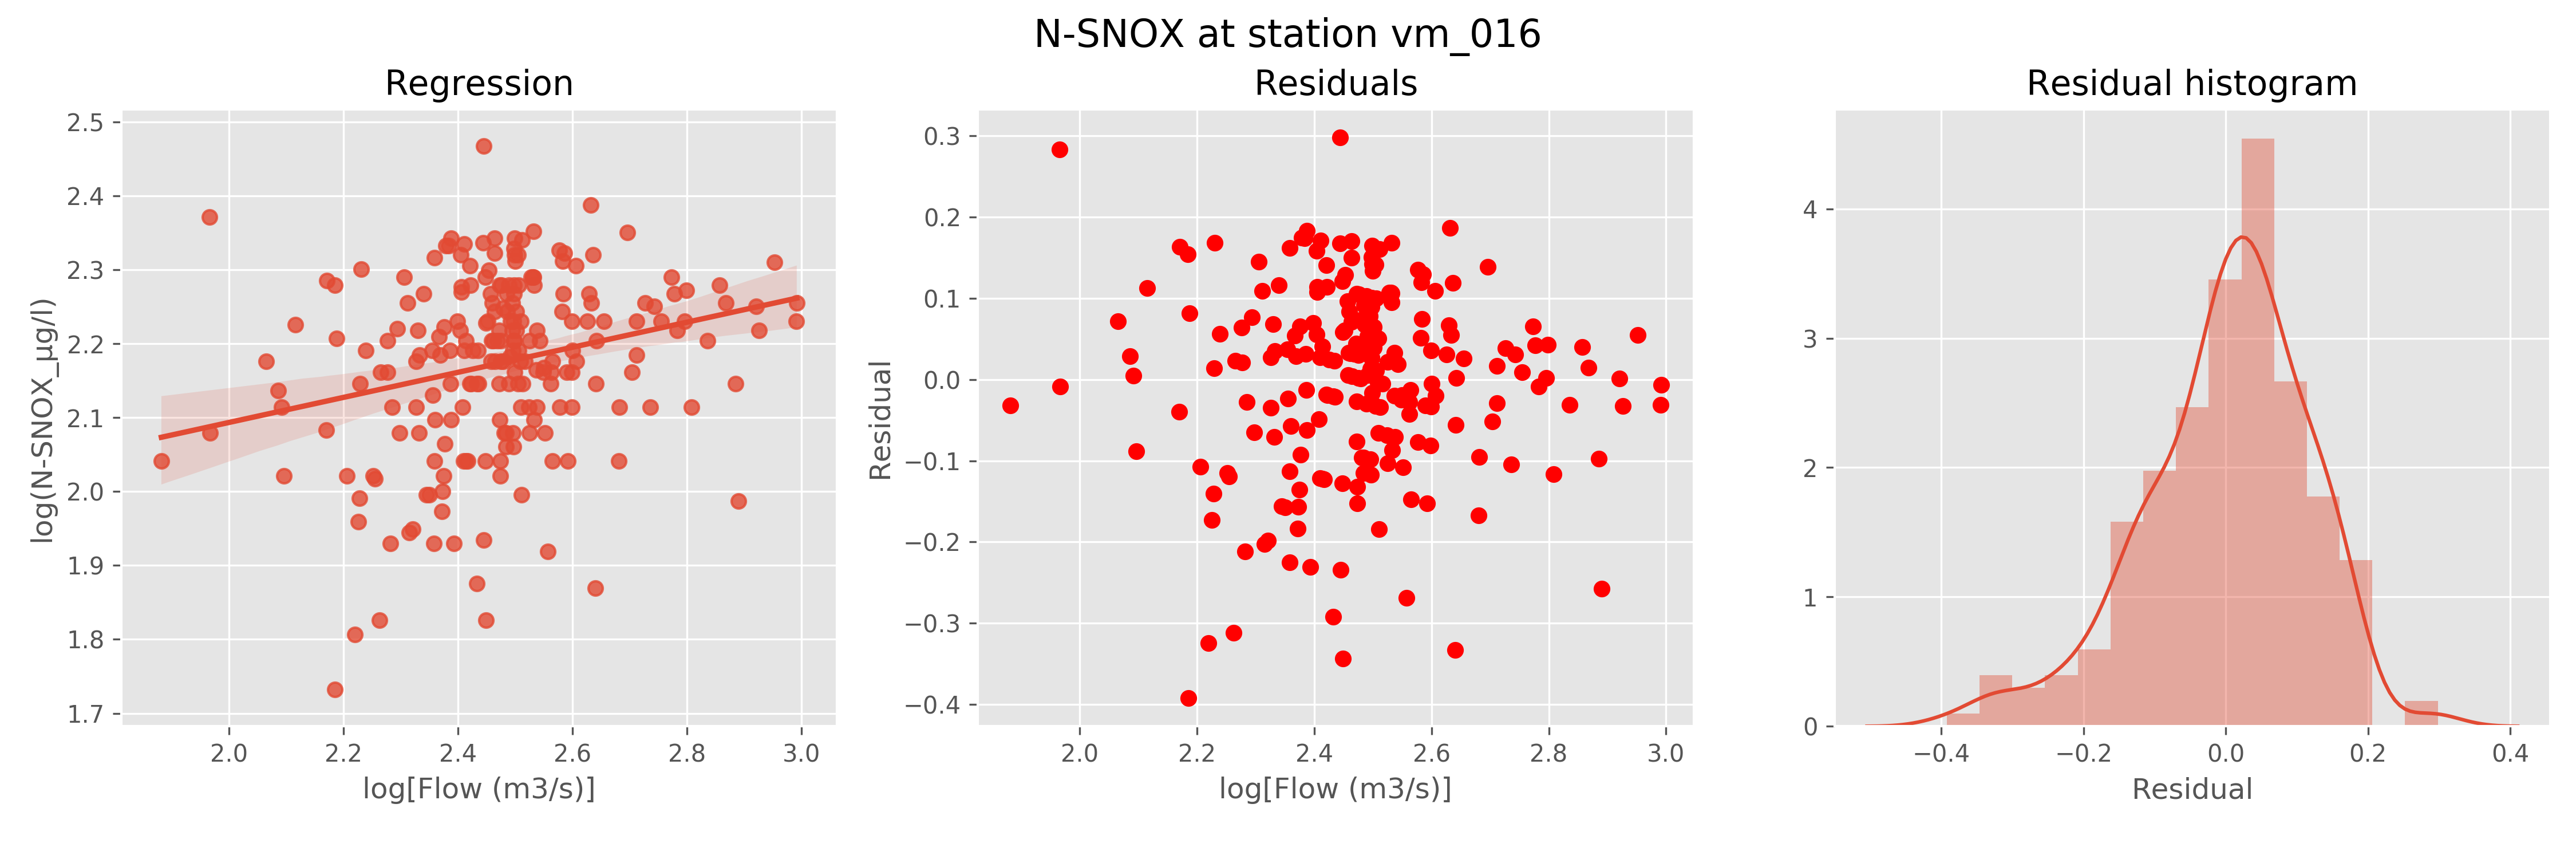 N-SNOX at station vm_016
Regression
2.5
2.4
2.3
2.2
2.1
2.0
1.9
1.8
1.7
log(N-SNOX_µg/l)
2.0 2.2 2.4 2.6 2.8 3.0
log[Flow (m3/s)]
Residuals
0.3
0.2
0.1
0.0
−0.1
−0.2
−0.3
−0.4
Residual
2.0 2.2 2.4 2.6 2.8 3.0
log[Flow (m3/s)]
Residual histogram
4
3
2
1
0
−0.4 −0.2 0.0 0.2 0.4
Residual